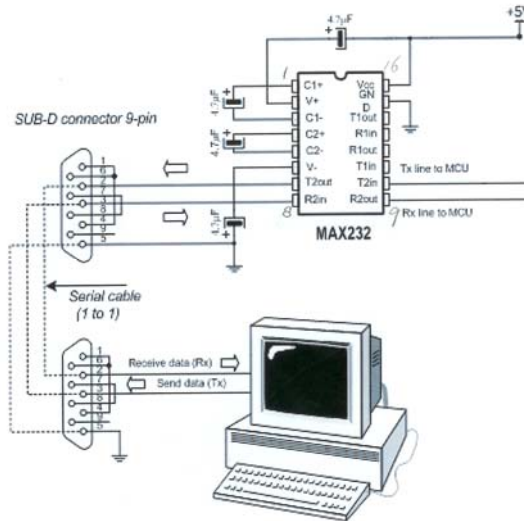 4.7µF
+
+5V
1
16
C1+
Vcc
V+
GN
D
C1-
T1out
C2+
R1in
C2-
R1out
V-
T1in
T2out
T2in
R2in
R2out
8
9
MAX232
+
4.7µF
+
4.7µF
4.7µF
+
Tx line to MCU
Rx line to MCU
SUB-D connector 9-pin
1
6
2
7
3
8
4
9
5
Serial cable
(1 to 1)
1
6
2
7
3
8
4
9
5
Receive data (Rx)
Send data (Tx)